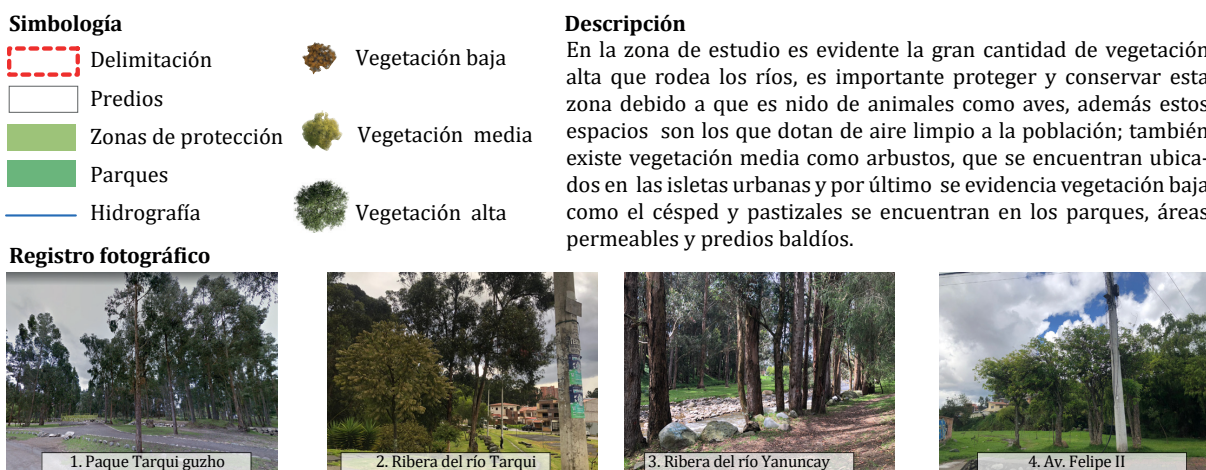 Simbología
Delimitación
Predios
Zonas de protección
Parques
Hidrografía
Vegetación baja
Vegetación media
Vegetación alta
Descripción
En la zona de estudio es evidente la gran cantidad de vegetación
alta que rodea los ríos, es importante proteger y conservar esta
zona debido a que es nido de animales como aves, además estos
espacios son los que dotan de aire limpio a la población; también
existe vegetación media como arbustos, que se encuentran ubica-
dos en las isletas urbanas y por último se evidencia vegetación baja
como el césped y pastizales se encuentran en los parques, áreas
permeables y predios baldíos.
Registro fotográfico
1. Paque Tarqui guzho
2. Ribera del río Tarqui
3. Ribera del río Yanuncay
4. Av. Felipe II